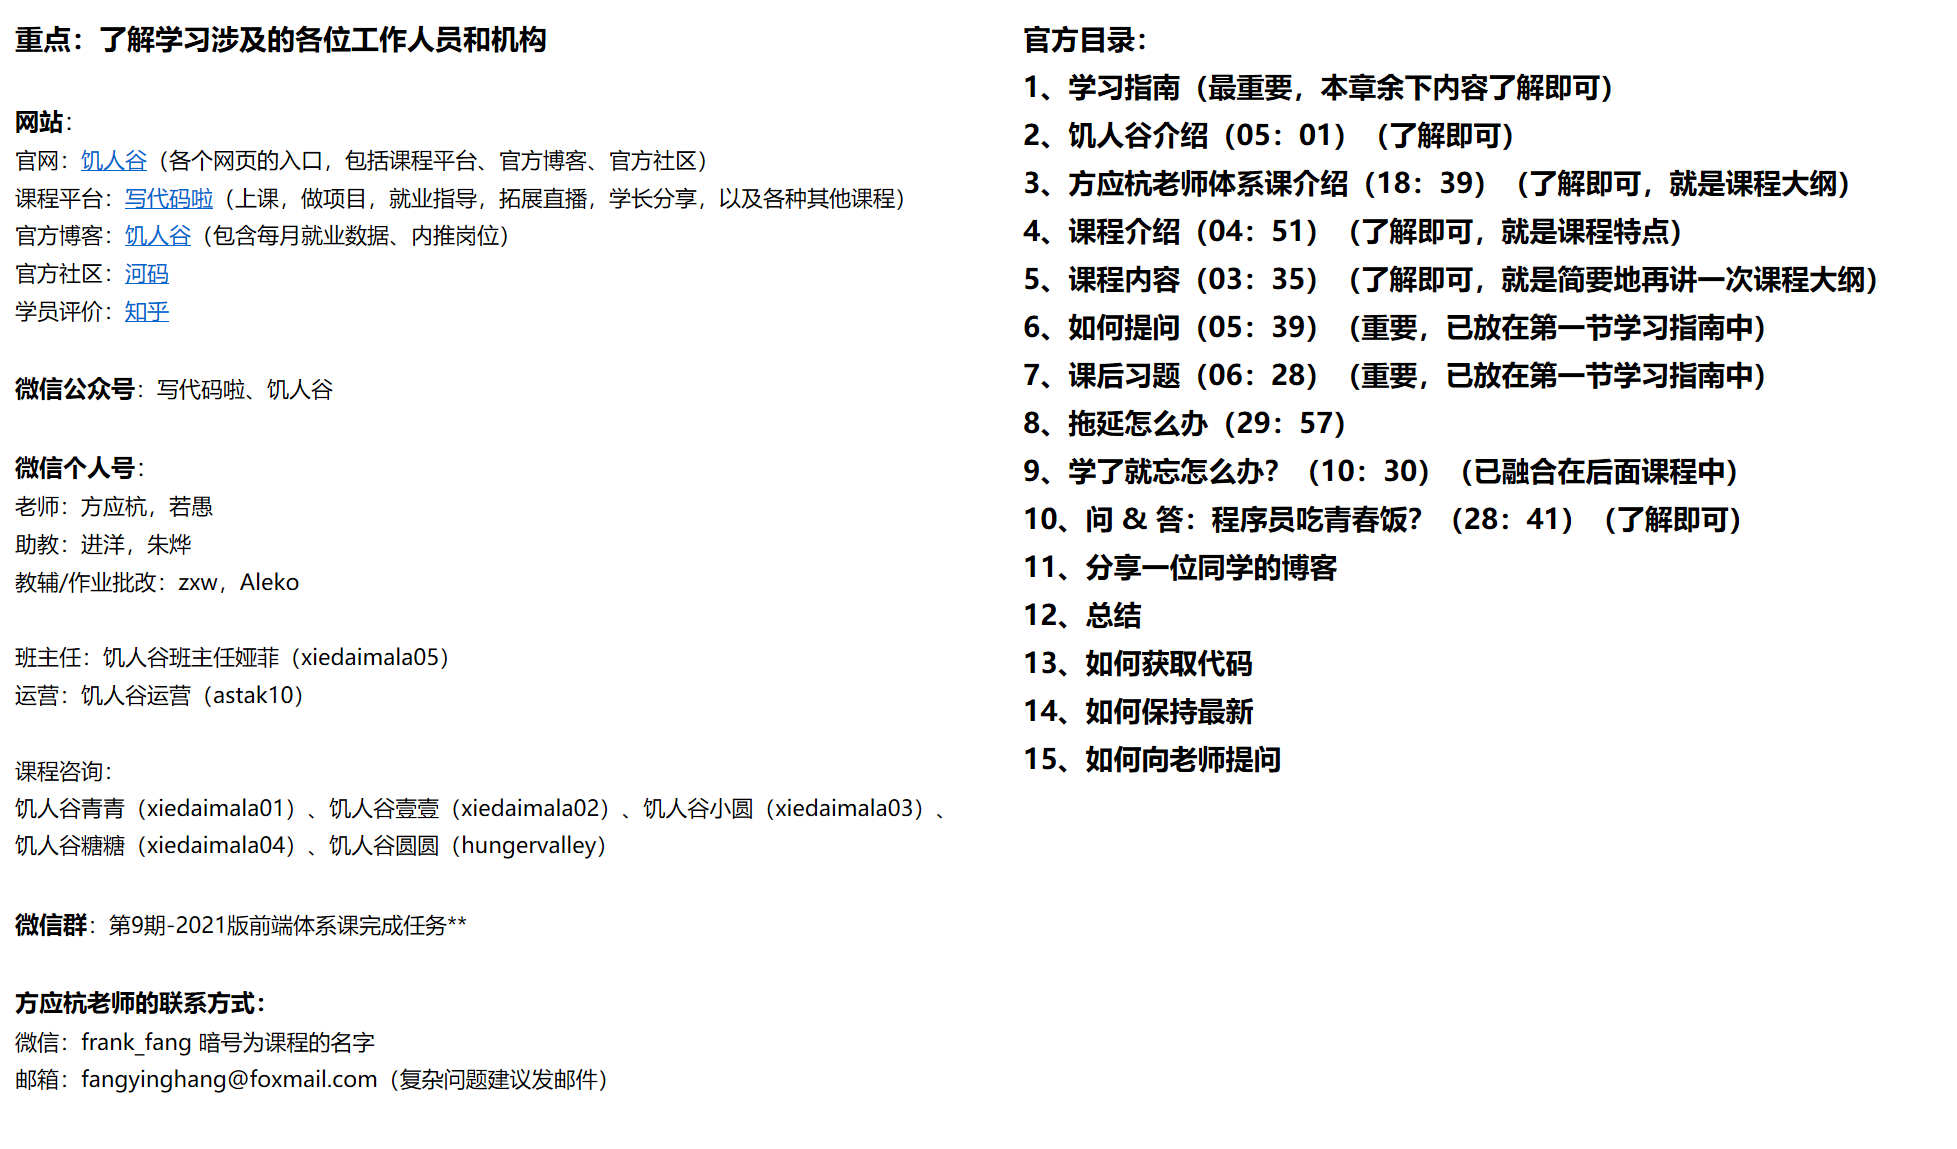 重点：了解学习涉及的各位工作人员和机构
网站：
官网：饥人谷（各个网页的入口，包括课程平台、官方博客、官方社区）
课程平台：写代码啦（上课，做项目，就业指导，拓展直播，学长分享，以及各种其他课程）
官方博客：饥人谷（包含每月就业数据、内推岗位）
官方社区：河码
学员评价：知乎
微信公众号：写代码啦、饥人谷
微信个人号：
老师：方应杭，若愚
助教：进洋，朱烨
教辅/作业批改：zxw，Aleko
班主任：饥人谷班主任娅菲（xiedaimala05）
运营：饥人谷运营（astak10）
课程咨询：
饥人谷青青（xiedaimala01）、饥人谷壹壹（xiedaimala02）、饥人谷小圆（xiedaimala03）、
饥人谷糖糖（xiedaimala04）、饥人谷圆圆（hungervalley）
微信群：第9期-2021版前端体系课完成任务**
方应杭老师的联系方式：
微信：frank_fang 暗号为课程的名字
邮箱：fangyinghang@foxmail.com（复杂问题建议发邮件）
官方目录：
1、学习指南（最重要，本章余下内容了解即可）
2、饥人谷介绍（05：01）（了解即可）
3、方应杭老师体系课介绍（18：39）（了解即可，就是课程大纲）
4、课程介绍（04：51）（了解即可，就是课程特点）
5、课程内容（03：35）（了解即可，就是简要地再讲一次课程大纲）
6、如何提问（05：39）（重要，已放在第一节学习指南中）
7、课后习题（06：28）（重要，已放在第一节学习指南中）
8、拖延怎么办（29：57）
9、学了就忘怎么办？（10：30）（已融合在后面课程中）
10、问 & 答：程序员吃青春饭？（28：41）（了解即可）
11、分享一位同学的博客
12、总结
13、如何获取代码
14、如何保持最新
15、如何向老师提问